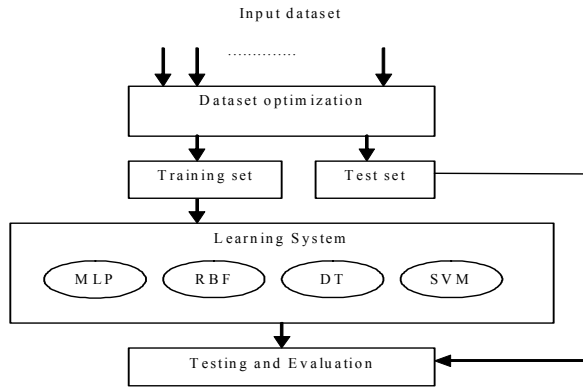 Input dataset
..............
Dataset optimization
Training set
Test set
Learning System
MLP
RBF
DT
SVM
Testing and Evaluation